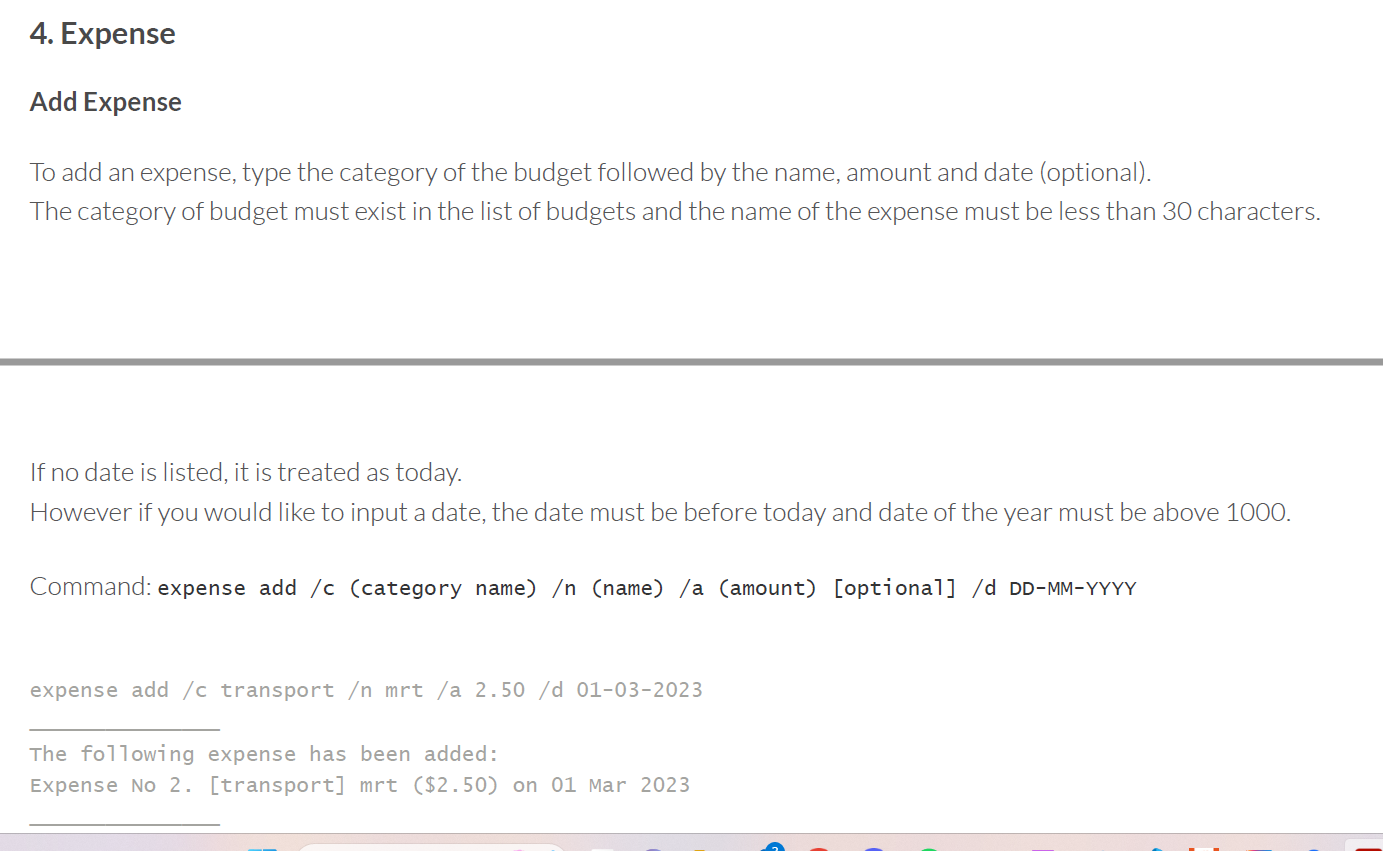 4. Expense
Add Expense
To add an expense, type the category of the budget followed by the name, amount and date (optional).
The category of budget must exist in the list of budgets and the name of the expense must be less than 30 characters.
If no date is listed, it is treated as today.
However if you would like to input a date, the date must be before today and date of the year must be above 1000.
Command: expense add /c (category name) /n (name) /a (amount) [optional] /d DD-MM-YYYY
expense add /c transport /n mrt /a 2.50 /d 01-03-2023
_______________
The following expense has been added:
Expense No 2. [transport] mrt ($2.50) on 01 Mar 2023
_______________